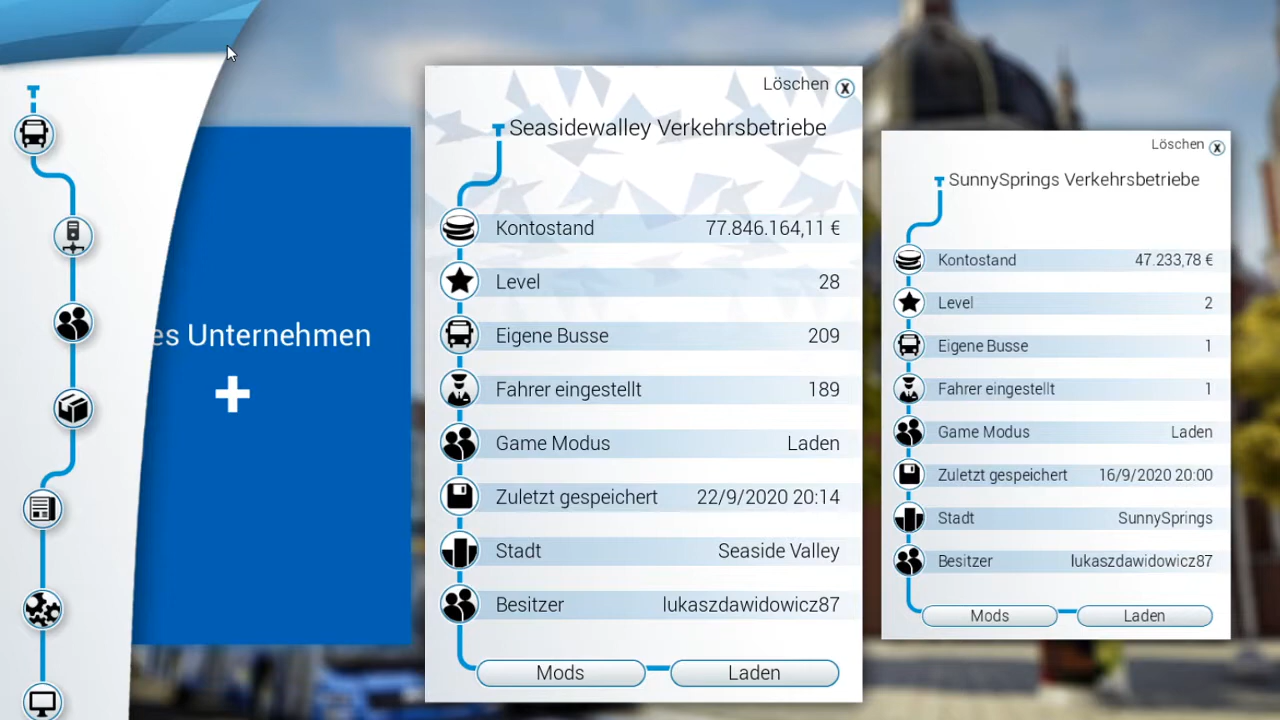 es Unternehmen
+
Löschen X
Seasidewalley Verkehrsbetriebe
Kontostand 77.846.164,11 €
Level 28
Eigene Busse 209
Fahrer eingestellt 189
Game Modus Laden
Zuletzt gespeichert 22/9/2020 20:14
Stadt Seaside Valley
Besitzer lukaszdawidowicz87
Mods Laden
Löschen X
SunnySprings Verkehrsbetriebe
Kontostand 47.233,78 €
Level 2
Eigene Busse 1
Fahrer eingestellt 1
Game Modus Laden
Zuletzt gespeichert 16/9/2020 20:00
Stadt SunnySprings
Besitzer lukaszdawidowicz87
Mods Laden